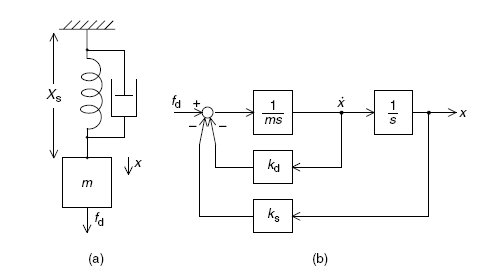 X_s
x
m
f_d
(a)
f_d + − −
1/ms
ẋ
1/s
x
k_d
k_s
(b)